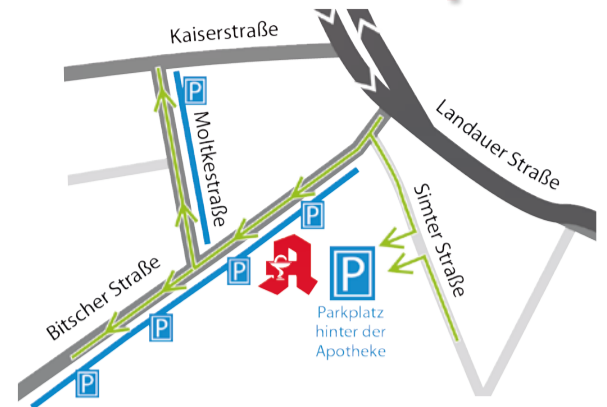 Kaiserstraße
P
Moltkestraße
Landauer Straße
Simter Straße
P
P
P
Parkplatz
hinter der
Apotheke
Bitscher Straße
P
P